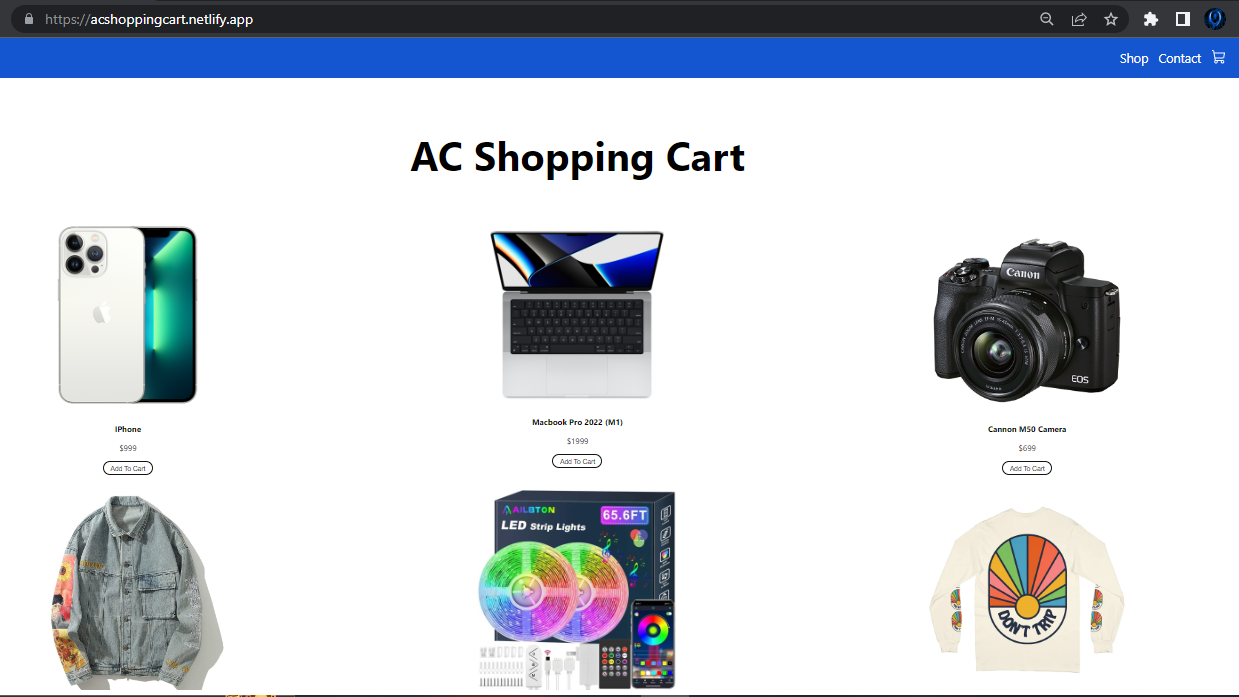 https://acshoppingcart.netlify.app
Shop Contact
AC Shopping Cart
Canon
EOS
IPhone
$999
Add To Cart
Macbook Pro 2022 (M1)
$1999
Add To Cart
Cannon M50 Camera
$699
Add To Cart
AILBTON
65.6FT
LED Strip Lights
DON'T TRIP